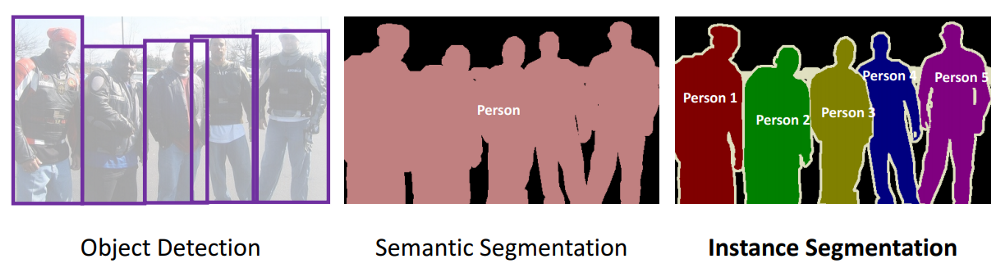 Person
Person 1
Person 2
Person 3
Person 4
Person 5
Object Detection
Semantic Segmentation
Instance Segmentation